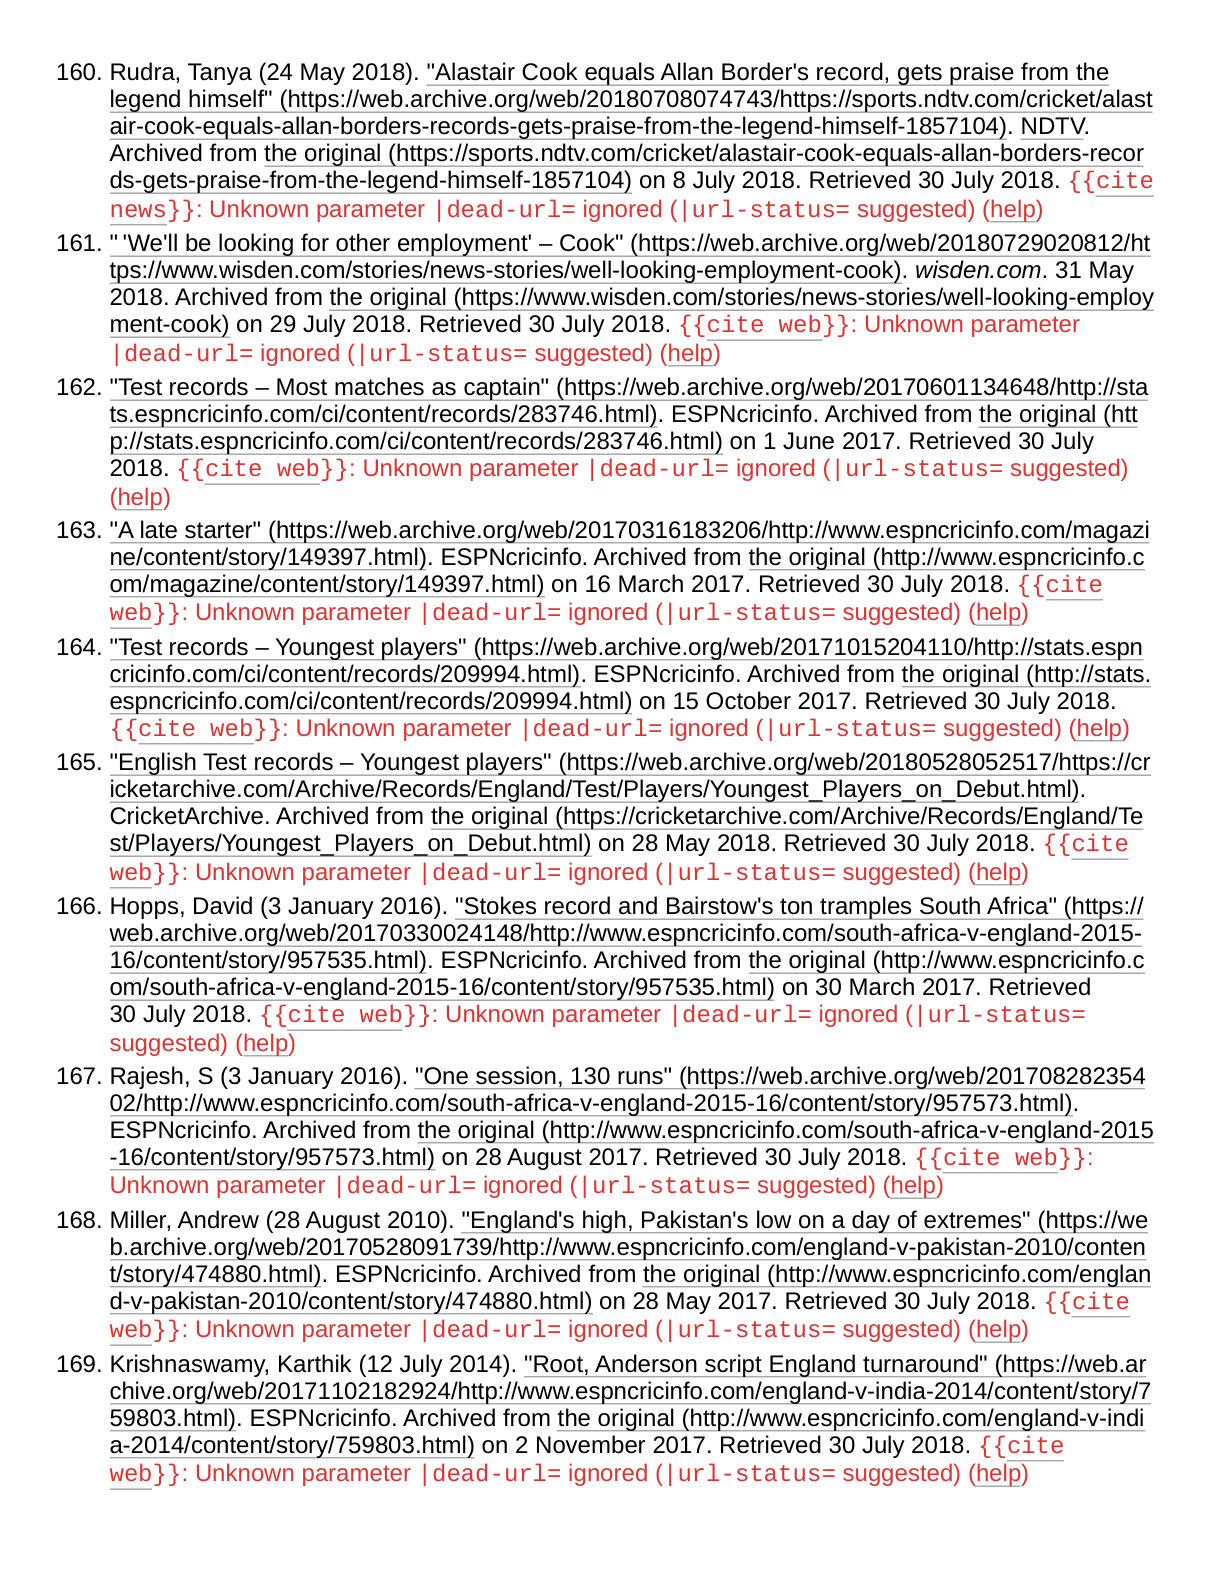 160. Rudra, Tanya (24 May 2018). "Alastair Cook equals Allan Border's record, gets praise from the
legend himself" (https://web.archive.org/web/20180708074743/https://sports.ndtv.com/cricket/alast
air-cook-equals-allan-borders-records-gets-praise-from-the-legend-himself-1857104). NDTV.
Archived from the original (https://sports.ndtv.com/cricket/alastair-cook-equals-allan-borders-recor
ds-gets-praise-from-the-legend-himself-1857104) on 8 July 2018. Retrieved 30 July 2018. {{cite
news}}: Unknown parameter |dead-url= ignored (|url-status= suggested) (help)
161. " 'We'll be looking for other employment' – Cook" (https://web.archive.org/web/20180729020812/ht
tps://www.wisden.com/stories/news-stories/well-looking-employment-cook). wisden.com. 31 May
2018. Archived from the original (https://www.wisden.com/stories/news-stories/well-looking-employ
ment-cook) on 29 July 2018. Retrieved 30 July 2018. {{cite web}}: Unknown parameter
|dead-url= ignored (|url-status= suggested) (help)
162. "Test records – Most matches as captain" (https://web.archive.org/web/20170601134648/http://sta
ts.espncricinfo.com/ci/content/records/283746.html). ESPNcricinfo. Archived from the original (htt
p://stats.espncricinfo.com/ci/content/records/283746.html) on 1 June 2017. Retrieved 30 July
2018. {{cite web}}: Unknown parameter |dead-url= ignored (|url-status= suggested)
(help)
163. "A late starter" (https://web.archive.org/web/20170316183206/http://www.espncricinfo.com/magazi
ne/content/story/149397.html). ESPNcricinfo. Archived from the original (http://www.espncricinfo.c
om/magazine/content/story/149397.html) on 16 March 2017. Retrieved 30 July 2018. {{cite
web}}: Unknown parameter |dead-url= ignored (|url-status= suggested) (help)
164. "Test records – Youngest players" (https://web.archive.org/web/20171015204110/http://stats.espn
cricinfo.com/ci/content/records/209994.html). ESPNcricinfo. Archived from the original (http://stats.
espncricinfo.com/ci/content/records/209994.html) on 15 October 2017. Retrieved 30 July 2018.
{{cite web}}: Unknown parameter |dead-url= ignored (|url-status= suggested) (help)
165. "English Test records – Youngest players" (https://web.archive.org/web/20180528052517/https://cr
icketarchive.com/Archive/Records/England/Test/Players/Youngest_Players_on_Debut.html).
CricketArchive. Archived from the original (https://cricketarchive.com/Archive/Records/England/Te
st/Players/Youngest_Players_on_Debut.html) on 28 May 2018. Retrieved 30 July 2018. {{cite
web}}: Unknown parameter |dead-url= ignored (|url-status= suggested) (help)
166. Hopps, David (3 January 2016). "Stokes record and Bairstow's ton tramples South Africa" (https://
web.archive.org/web/20170330024148/http://www.espncricinfo.com/south-africa-v-england-2015-
16/content/story/957535.html). ESPNcricinfo. Archived from the original (http://www.espncricinfo.c
om/south-africa-v-england-2015-16/content/story/957535.html) on 30 March 2017. Retrieved
30 July 2018. {{cite web}}: Unknown parameter |dead-url= ignored (|url-status=
suggested) (help)
167. Rajesh, S (3 January 2016). "One session, 130 runs" (https://web.archive.org/web/201708282354
02/http://www.espncricinfo.com/south-africa-v-england-2015-16/content/story/957573.html).
ESPNcricinfo. Archived from the original (http://www.espncricinfo.com/south-africa-v-england-2015
-16/content/story/957573.html) on 28 August 2017. Retrieved 30 July 2018. {{cite web}}:
Unknown parameter |dead-url= ignored (|url-status= suggested) (help)
168. Miller, Andrew (28 August 2010). "England's high, Pakistan's low on a day of extremes" (https://we
b.archive.org/web/20170528091739/http://www.espncricinfo.com/england-v-pakistan-2010/conten
t/story/474880.html). ESPNcricinfo. Archived from the original (http://www.espncricinfo.com/englan
d-v-pakistan-2010/content/story/474880.html) on 28 May 2017. Retrieved 30 July 2018. {{cite
web}}: Unknown parameter |dead-url= ignored (|url-status= suggested) (help)
169. Krishnaswamy, Karthik (12 July 2014). "Root, Anderson script England turnaround" (https://web.ar
chive.org/web/20171102182924/http://www.espncricinfo.com/england-v-india-2014/content/story/7
59803.html). ESPNcricinfo. Archived from the original (http://www.espncricinfo.com/england-v-indi
a-2014/content/story/759803.html) on 2 November 2017. Retrieved 30 July 2018. {{cite
web}}: Unknown parameter |dead-url= ignored (|url-status= suggested) (help)